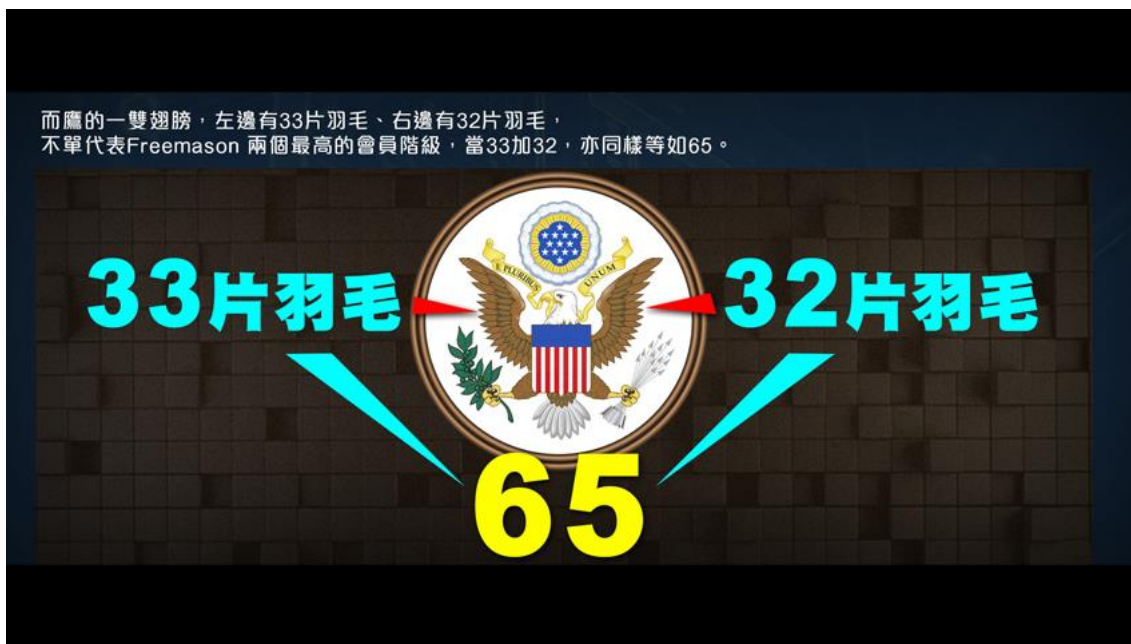 而鷹的一雙翅膀，左邊有33片羽毛、右邊有32片羽毛，
不單代表Freemason 兩個最高的會員階級，當33加32，亦同樣等如65。
E PLURIBUS UNUM
33片羽毛
32片羽毛
65